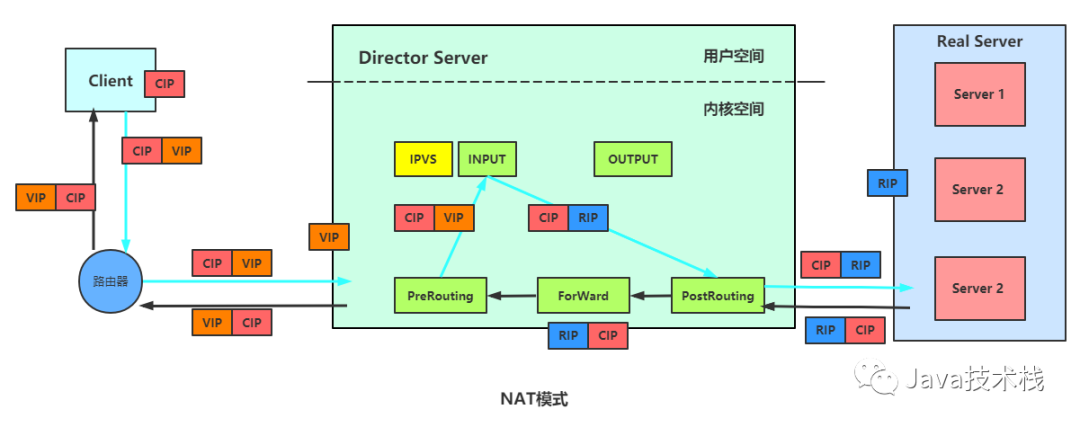 Director Server
用户空间
Real Server
Client
CIP
Server 1
内核空间
CIP VIP
IPVS
INPUT
OUTPUT
VIP CIP
RIP
Server 2
CIP VIP
CIP RIP
VIP
CIP VIP
CIP RIP
路由器
PreRouting
ForWard
PostRouting
Server 2
VIP CIP
RIP CIP
RIP CIP
Java技术栈
NAT模式